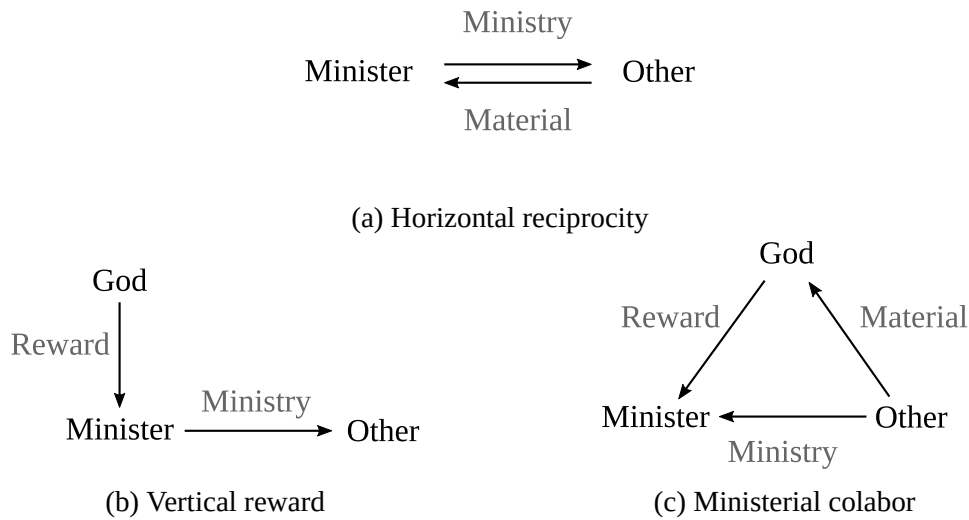 Ministry
Minister
Other
Material
(a) Horizontal reciprocity
God
Reward
Ministry
Minister
Other
(b) Vertical reward
God
Reward
Material
Minister
Other
Ministry
(c) Ministerial colabor